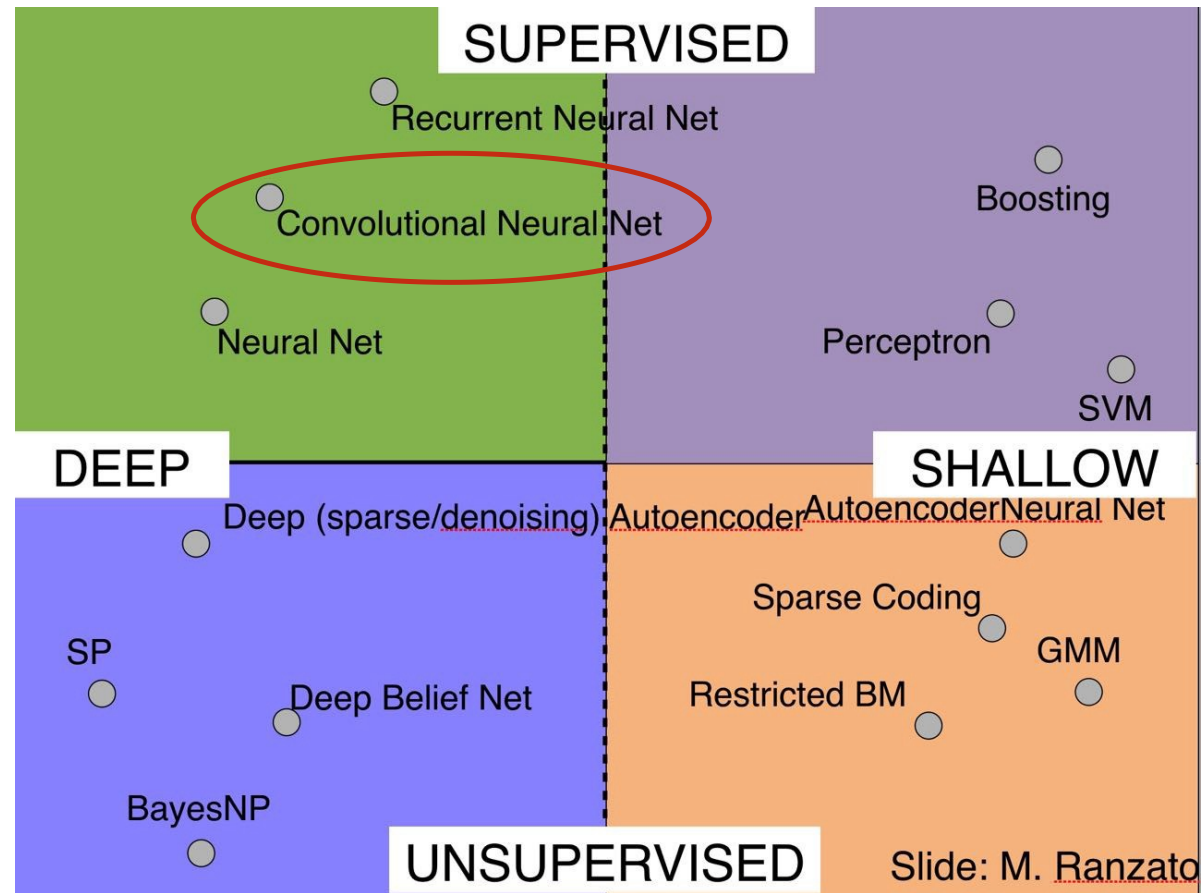 SUPERVISED
Recurrent Neural Net
Convolutional Neural Net
Neural Net
Boosting
Perceptron
SVM
DEEP
SHALLOW
Deep (sparse/denoising) Autoencoder
AutoencoderNeural Net
Sparse Coding
SP
GMM
Deep Belief Net
Restricted BM
BayesNP
UNSUPERVISED
Slide: M. Ranzato